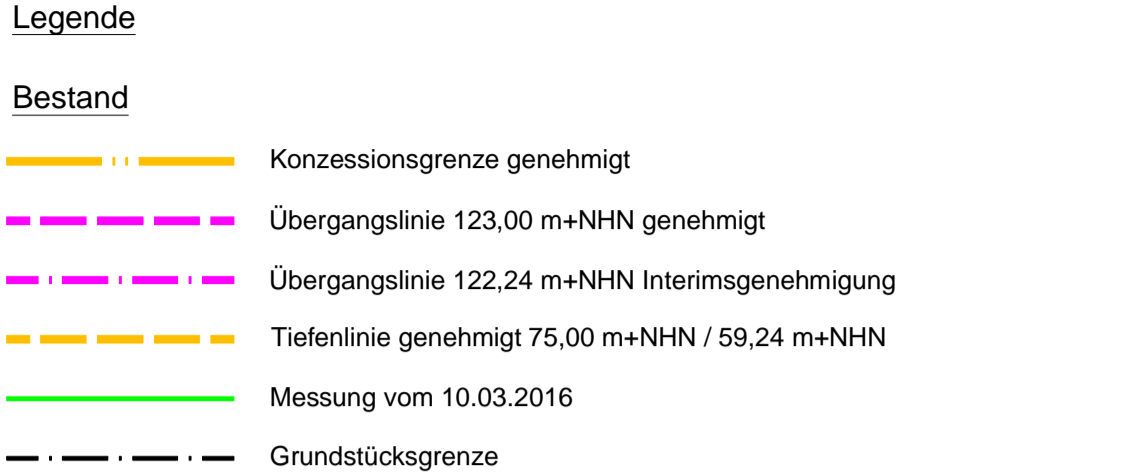 Legende
Bestand
Konzessionsgrenze genehmigt
Übergangslinie 123,00 m+NHN genehmigt
Übergangslinie 122,24 m+NHN Interimsgenehmigung
Tiefenlinie genehmigt 75,00 m+NHN / 59,24 m+NHN
Messung vom 10.03.2016
Grundstücksgrenze